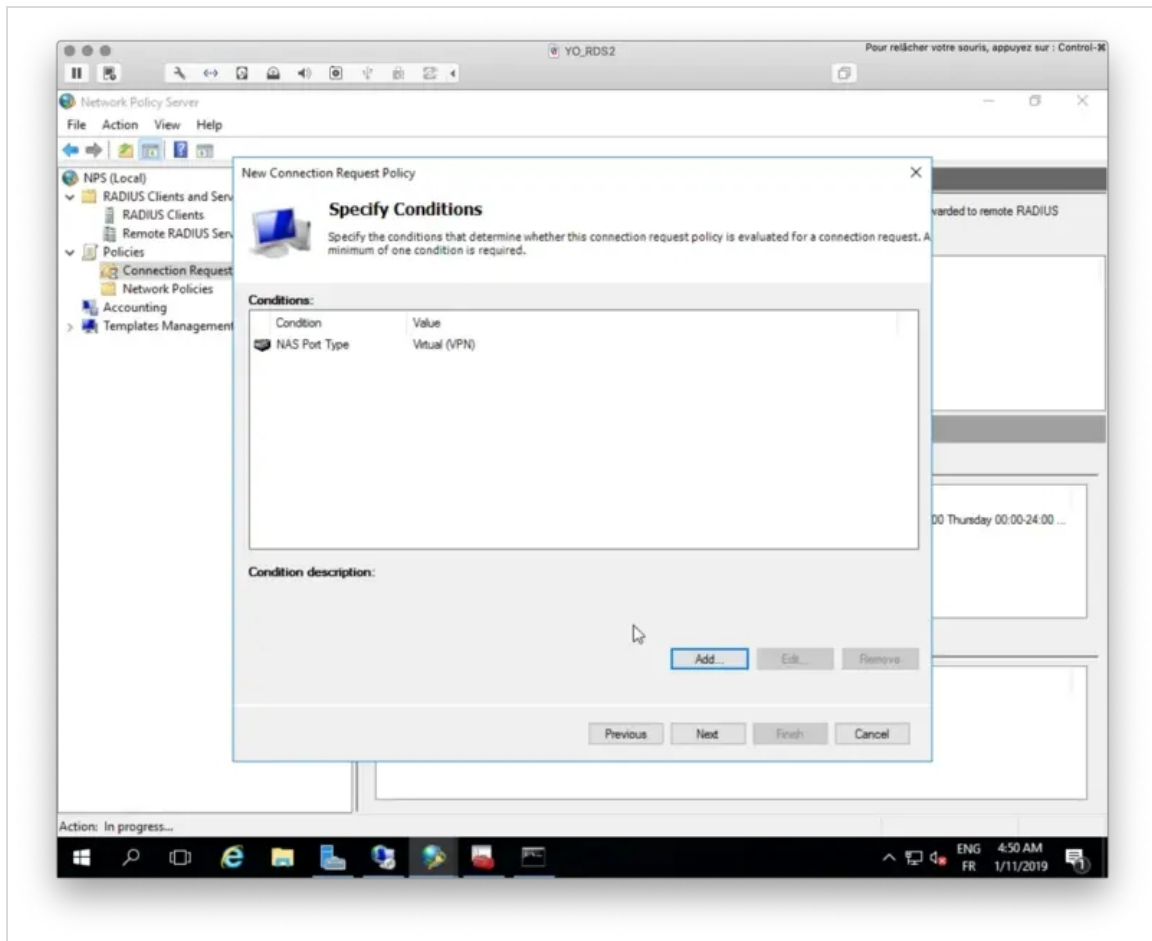 YO_RDS2
Pour relâcher votre souris, appuyez sur : Control-⌘
Network Policy Server
File Action View Help
NPS (Local)
RADIUS Clients and Serv
RADIUS Clients
Remote RADIUS Serv
Policies
Connection Request
Network Policies
Accounting
Templates Management
New Connection Request Policy
Specify Conditions
Specify the conditions that determine whether this connection request policy is evaluated for a connection request. A
minimum of one condition is required.
Conditions:
Condition Value
NAS Port Type Virtual (VPN)
Condition description:
Add... Edit... Remove
Previous Next Finish Cancel
warded to remote RADIUS
00 Thursday 00:00-24:00 ...
Action: In progress...
ENG 4:50 AM
FR 1/11/2019
1